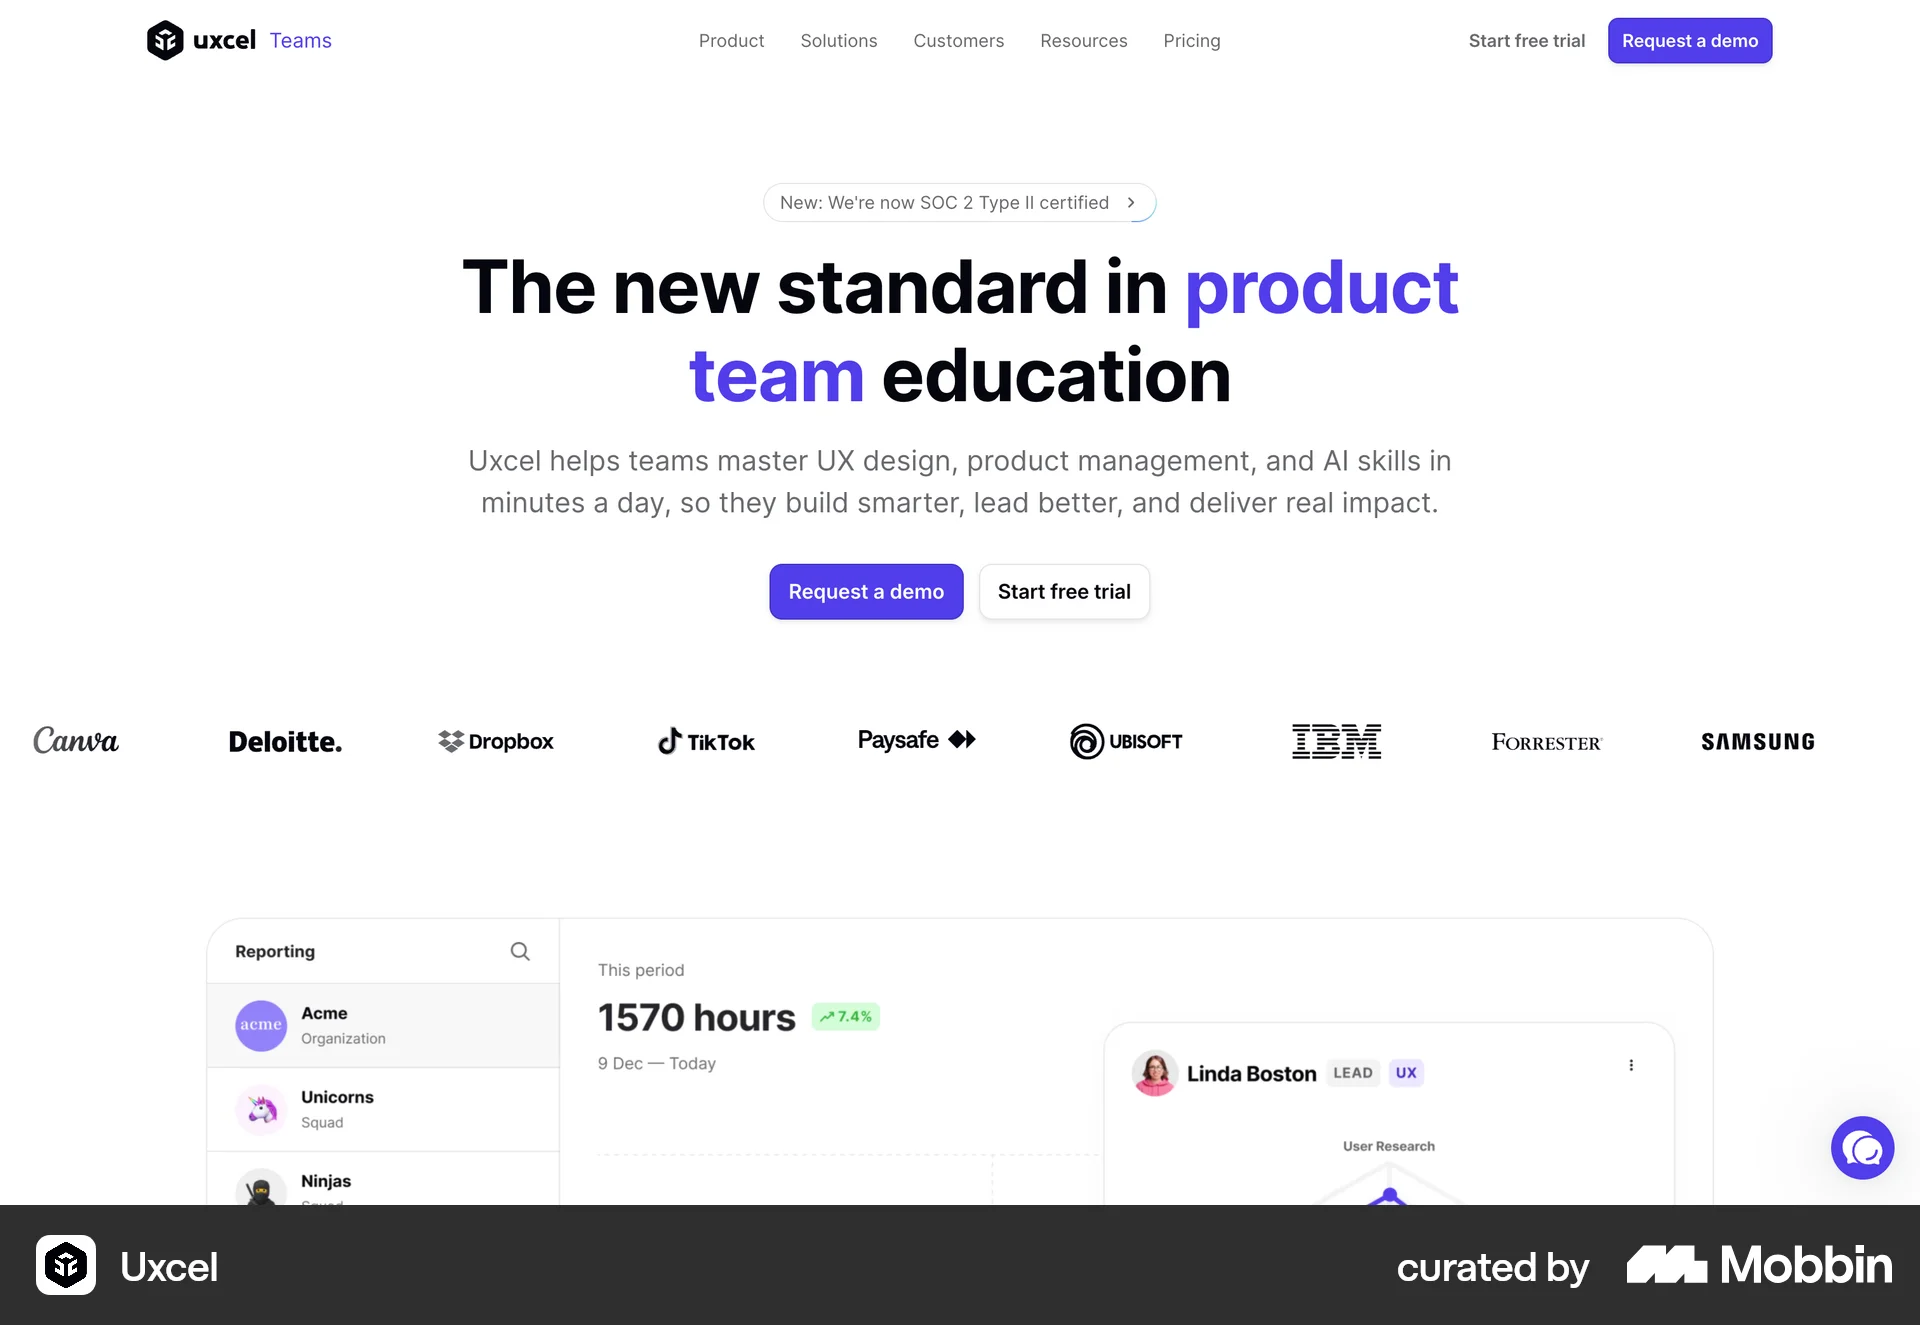 uxcel Teams
Product Solutions Customers Resources Pricing
Start free trial
Request a demo
New: We're now SOC 2 Type II certified
The new standard in product
team education
Uxcel helps teams master UX design, product management, and AI skills in
minutes a day, so they build smarter, lead better, and deliver real impact.
Request a demo
Start free trial
Canva
Deloitte.
Dropbox
TikTok
Paysafe
UBISOFT
IBM
FORRESTER
SAMSUNG
Reporting
acme
Acme
Organization
Unicorns
Squad
Ninjas
Squad
This period
1570 hours
7.4%
9 Dec — Today
Linda Boston LEAD UX
User Research
Uxcel
curated by Mobbin